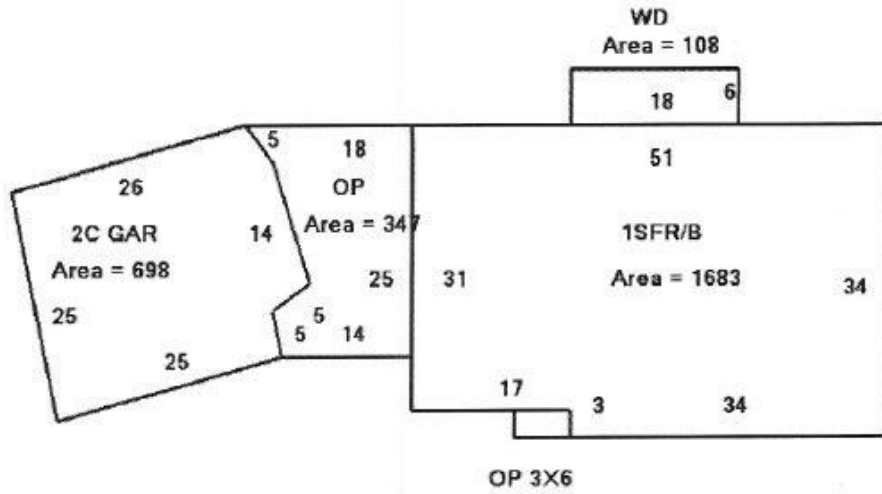 WD
Area = 108
18
6
5
18
51
26
OP
Area = 347
14
2C GAR
Area = 698
1SFR/B
Area = 1683
25
31
34
25
5
5
14
25
17
3
34
OP 3X6